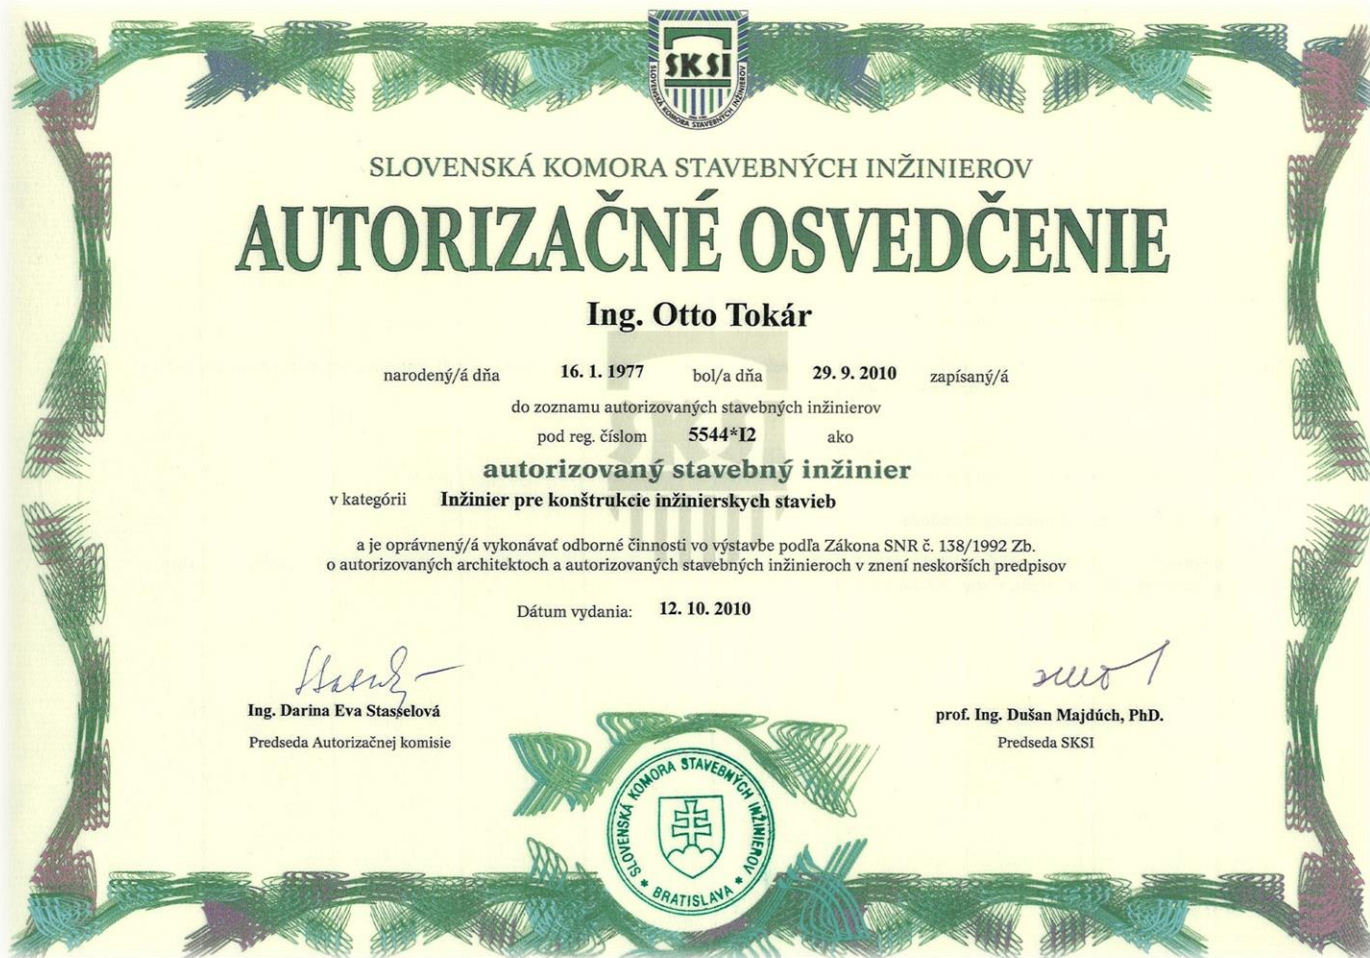 SKSI
SLOVENSKÁ KOMORA STAVEBNÝCH INŽINIEROV
SLOVENSKÁ KOMORA STAVEBNÝCH INŽINIEROV
AUTORIZAČNÉ OSVEDČENIE
Ing. Otto Tokár
narodený/á dňa 16. 1. 1977 bol/a dňa 29. 9. 2010 zapísaný/á
do zoznamu autorizovaných stavebných inžinierov
pod reg. číslom 5544*I2 ako
autorizovaný stavebný inžinier
v kategórii Inžinier pre konštrukcie inžinierskych stavieb
a je oprávnený/á vykonávať odborné činnosti vo výstavbe podľa Zákona SNR č. 138/1992 Zb.
o autorizovaných architektoch a autorizovaných stavebných inžinieroch v znení neskorších predpisov
Dátum vydania: 12. 10. 2010
Ing. Darina Eva Stasselová
Predseda Autorizačnej komisie
prof. Ing. Dušan Majdúch, PhD.
Predseda SKSI
SLOVENSKÁ KOMORA STAVEBNÝCH INŽINIEROV
* BRATISLAVA *